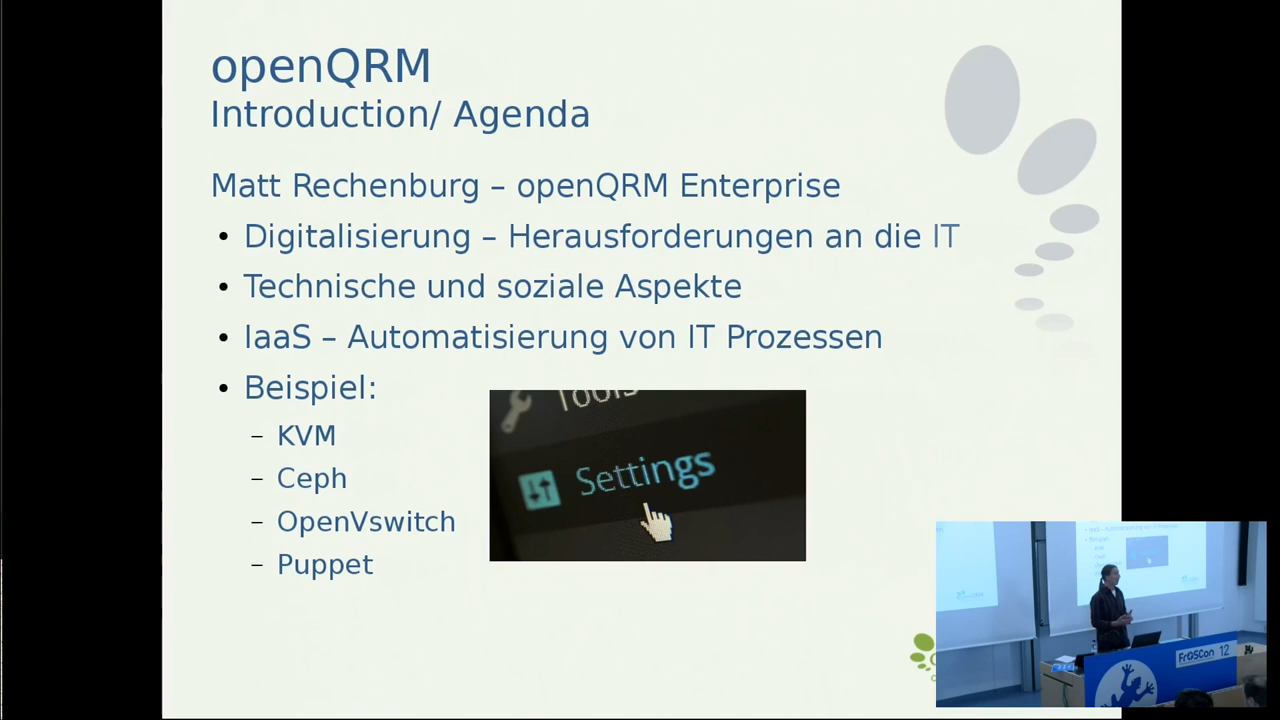 openQRM
Introduction/ Agenda
Matt Rechenburg – openQRM Enterprise
• Digitalisierung – Herausforderungen an die IT
• Technische und soziale Aspekte
• IaaS – Automatisierung von IT Prozessen
• Beispiel:
– KVM
– Ceph
– OpenVswitch
– Puppet
Tools
Settings
FrOSCon 12